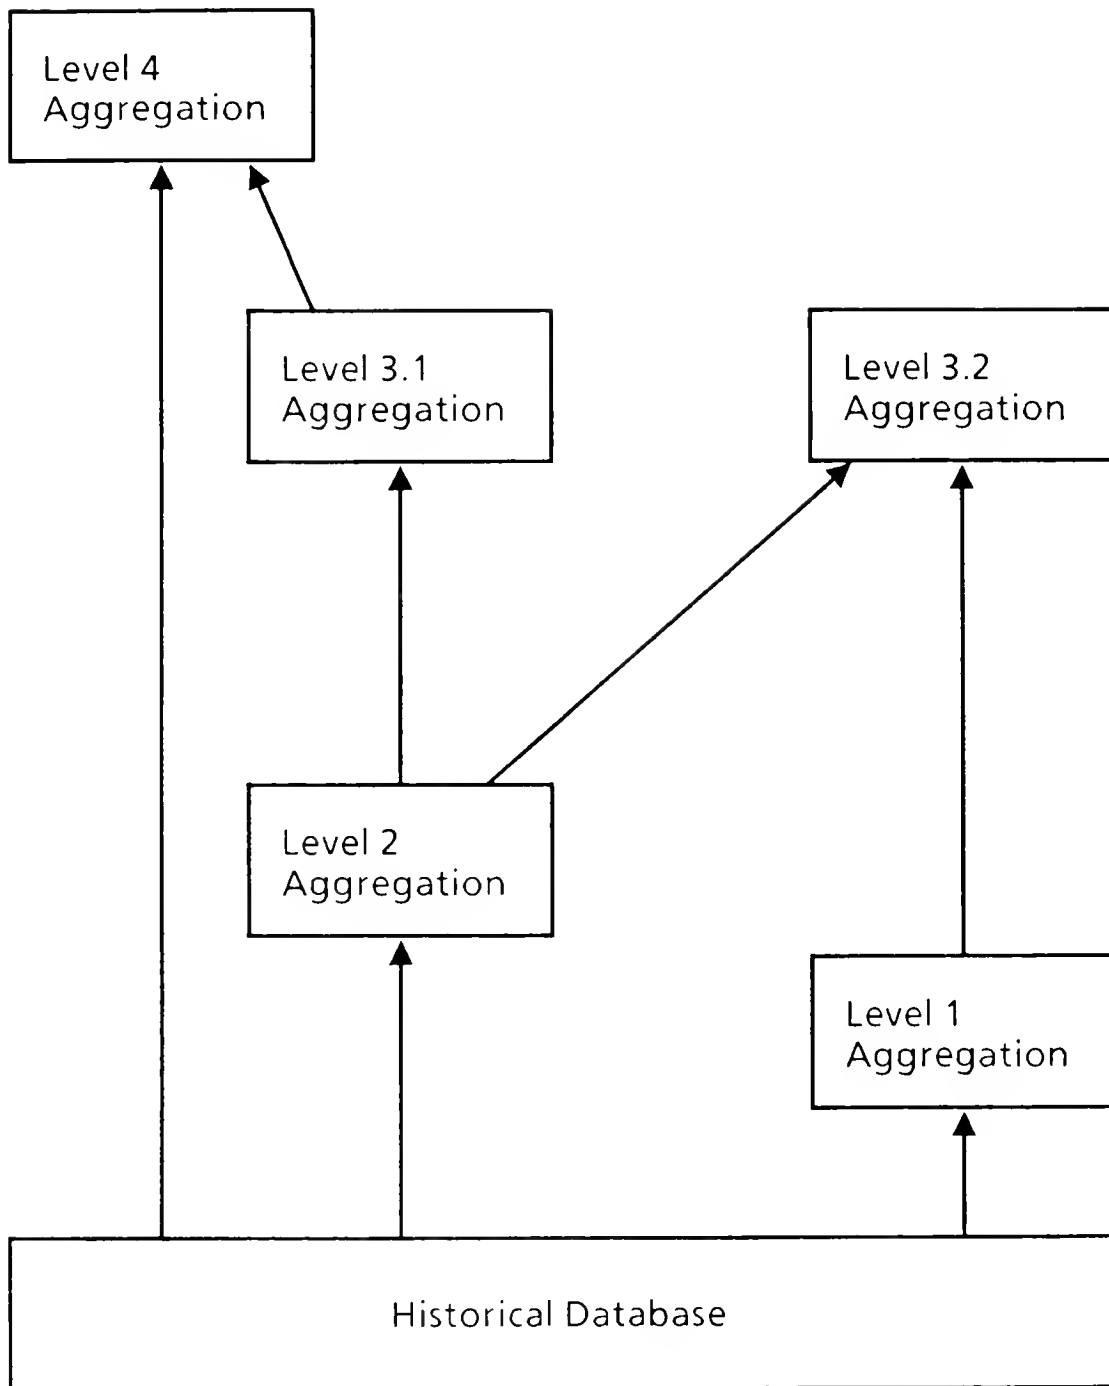 Level 4
Aggregation
Level 3.1
Aggregation
Level 3.2
Aggregation
Level 2
Aggregation
Level 1
Aggregation
Historical Database